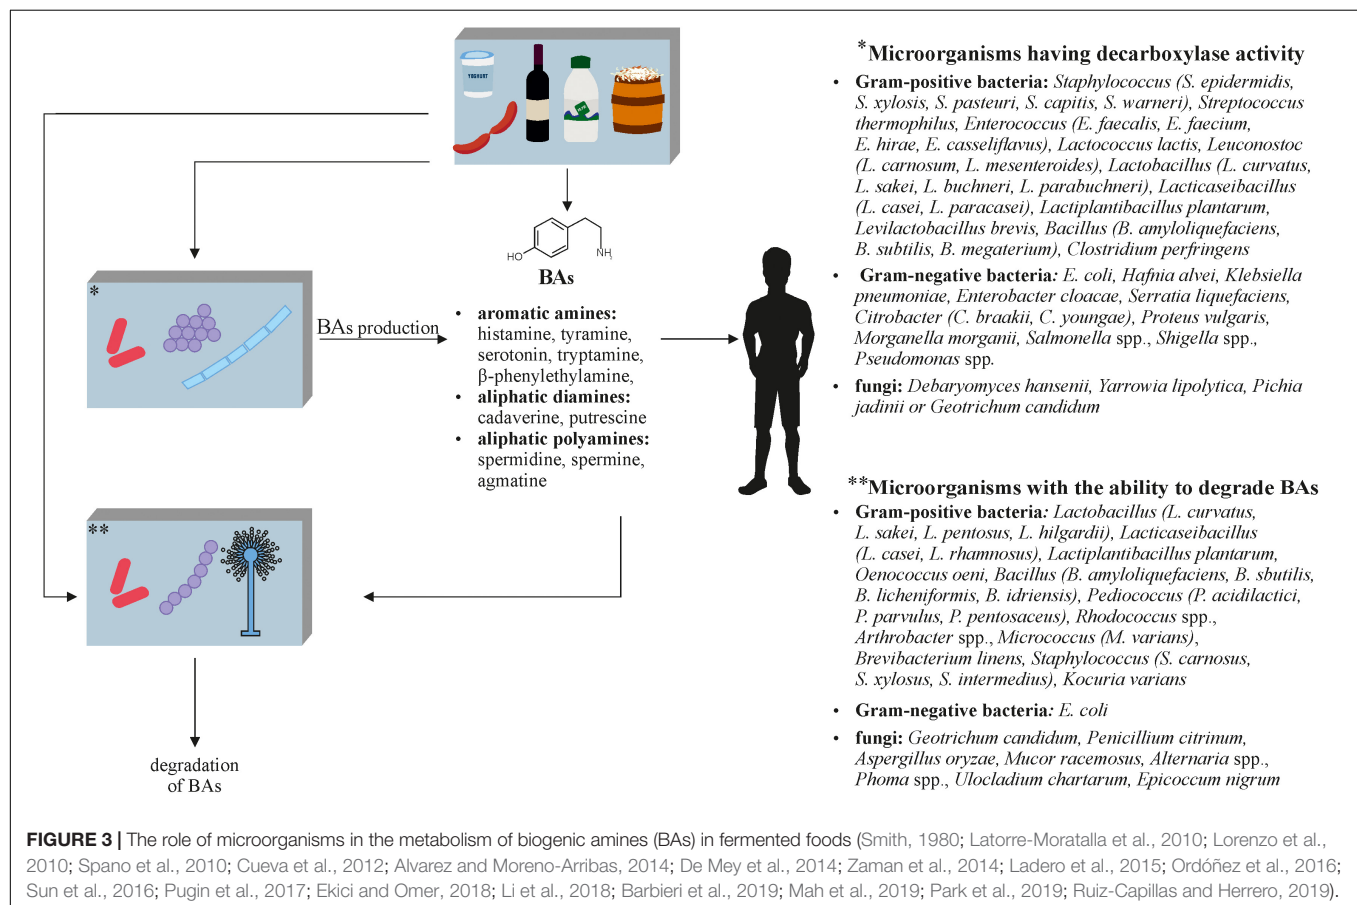 YOGHURT
HO
NH₂
BAs
*
BAs production
• aromatic amines:
histamine, tyramine,
serotonin, tryptamine,
β-phenylethylamine,
• aliphatic diamines:
cadaverine, putrescine
• aliphatic polyamines:
spermidine, spermine,
agmatine
**
degradation
of BAs
*Microorganisms having decarboxylase activity
• Gram-positive bacteria: Staphylococcus (S. epidermidis,
S. xylosis, S. pasteuri, S. capitis, S. warneri), Streptococcus
thermophilus, Enterococcus (E. faecalis, E. faecium,
E. hirae, E. casseliflavus), Lactococcus lactis, Leuconostoc
(L. carnosum, L. mesenteroides), Lactobacillus (L. curvatus,
L. sakei, L. buchneri, L. parabuchneri), Lacticaseibacillus
(L. casei, L. paracasei), Lactiplantibacillus plantarum,
Levilactobacillus brevis, Bacillus (B. amyloliquefaciens,
B. subtilis, B. megaterium), Clostridium perfringens
• Gram-negative bacteria: E. coli, Hafnia alvei, Klebsiella
pneumoniae, Enterobacter cloacae, Serratia liquefaciens,
Citrobacter (C. braakii, C. youngae), Proteus vulgaris,
Morganella morganii, Salmonella spp., Shigella spp.,
Pseudomonas spp.
• fungi: Debaryomyces hansenii, Yarrowia lipolytica, Pichia
jadinii or Geotrichum candidum
**Microorganisms with the ability to degrade BAs
• Gram-positive bacteria: Lactobacillus (L. curvatus,
L. sakei, L. pentosus, L. hilgardii), Lacticaseibacillus
(L. casei, L. rhamnosus), Lactiplantibacillus plantarum,
Oenococcus oeni, Bacillus (B. amyloliquefaciens, B. sbutilis,
B. licheniformis, B. idriensis), Pediococcus (P. acidilactici,
P. parvulus, P. pentosaceus), Rhodococcus spp.,
Arthrobacter spp., Micrococcus (M. varians),
Brevibacterium linens, Staphylococcus (S. carnosus,
S. xylosus, S. intermedius), Kocuria varians
• Gram-negative bacteria: E. coli
• fungi: Geotrichum candidum, Penicillium citrinum,
Aspergillus oryzae, Mucor racemosus, Alternaria spp.,
Phoma spp., Ulocladium chartarum, Epicoccum nigrum
FIGURE 3 | The role of microorganisms in the metabolism of biogenic amines (BAs) in fermented foods (Smith, 1980; Latorre-Moratalla et al., 2010; Lorenzo et al.,
2010; Spano et al., 2010; Cueva et al., 2012; Alvarez and Moreno-Arribas, 2014; De Mey et al., 2014; Zaman et al., 2014; Ladero et al., 2015; Ordóñez et al., 2016;
Sun et al., 2016; Pugin et al., 2017; Ekici and Omer, 2018; Li et al., 2018; Barbieri et al., 2019; Mah et al., 2019; Park et al., 2019; Ruiz-Capillas and Herrero, 2019).